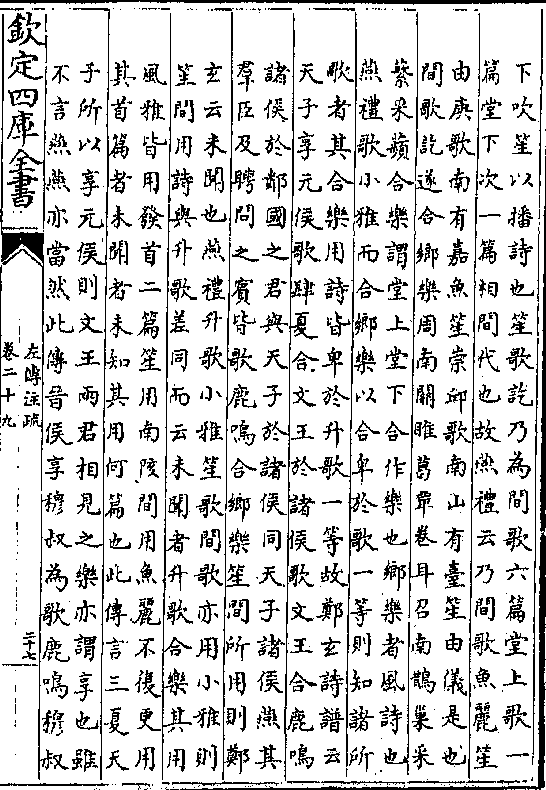 下吹笙以播詩也笙歌訖乃為間歌六篇堂上歌一
篇堂下次一篇相間代也故燕禮云乃間歌魚麗笙
由庚歌南有嘉魚笙崇邱歌南山有臺笙由儀是也
間歌訖遂合鄉樂周南關雎葛覃卷耳召南鵲巢采
蘩采蘋合樂謂堂上堂下合作樂也鄉樂者風詩也
燕禮歌小雅而合鄉樂以合卑於歌一等則知諸所
歌者其合樂用詩皆卑於升歌一等故鄭玄詩譜云
天子享元侯歌肆夏合文王於諸侯歌文王合鹿鳴
諸侯於鄰國之君與天子於諸侯同天子諸侯燕其
羣臣及聘問之賓皆歌鹿鳴合鄉樂笙間所用則鄭
玄云未聞也燕禮升歌小雅笙歌間歌亦用小雅則
笙間用詩與升歌差同而云未聞者升歌合樂其用
風雅皆用發首二篇笙用南陔間用魚麗不復更用
其首篇者未聞者未知其用何篇也此傳言三夏天
子所以享元侯則文王兩君相見之樂亦謂享也雖
不言燕燕亦當然此傳晉侯享穆叔為歌鹿鳴穆叔
欽定四庫全書
左傳注疏
卷二十九
二十七